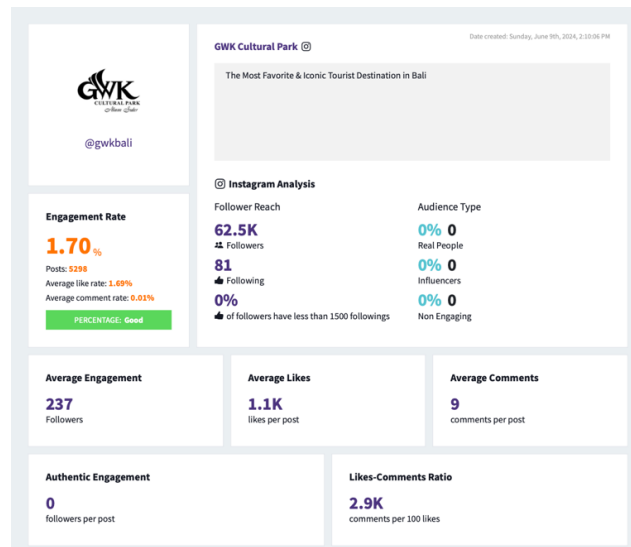 GWK
CULTURAL PARK
@gwkbali
Date created: Sunday, June 9th, 2024, 2:10:06 PM
GWK Cultural Park
The Most Favorite & Iconic Tourist Destination in Bali
Instagram Analysis
Follower Reach
62.5K
Followers
81
Following
0%
of followers have less than 1500 followings
Audience Type
0% 0
Real People
0% 0
Influencers
0% 0
Non Engaging
Engagement Rate
1.70 %
Posts: 5298
Average like rate: 1.69%
Average comment rate: 0.01%
PERCENTAGE: Good
Average Engagement
237
Followers
Average Likes
1.1K
likes per post
Average Comments
9
comments per post
Authentic Engagement
0
followers per post
Likes-Comments Ratio
2.9K
comments per 100 likes